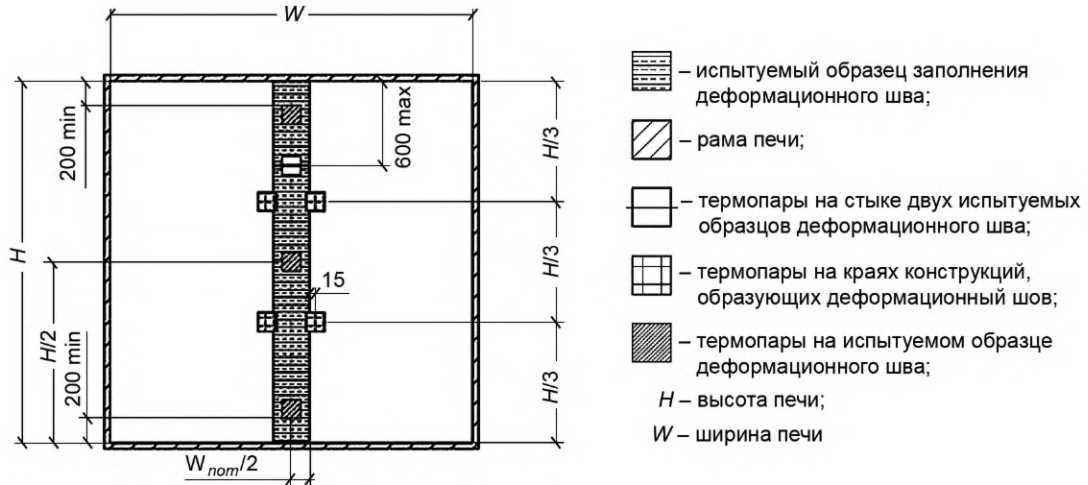 W
H
200 min
H/2
200 min
600 max
15
H/3
H/3
H/3
W nom/2
– испытуемый образец заполнения
деформационного шва;
– рама печи;
– термопары на стыке двух испытуемых
образцов деформационного шва;
– термопары на краях конструкций,
образующих деформационный шов;
– термопары на испытуемом образце
деформационного шва;
H – высота печи;
W – ширина печи